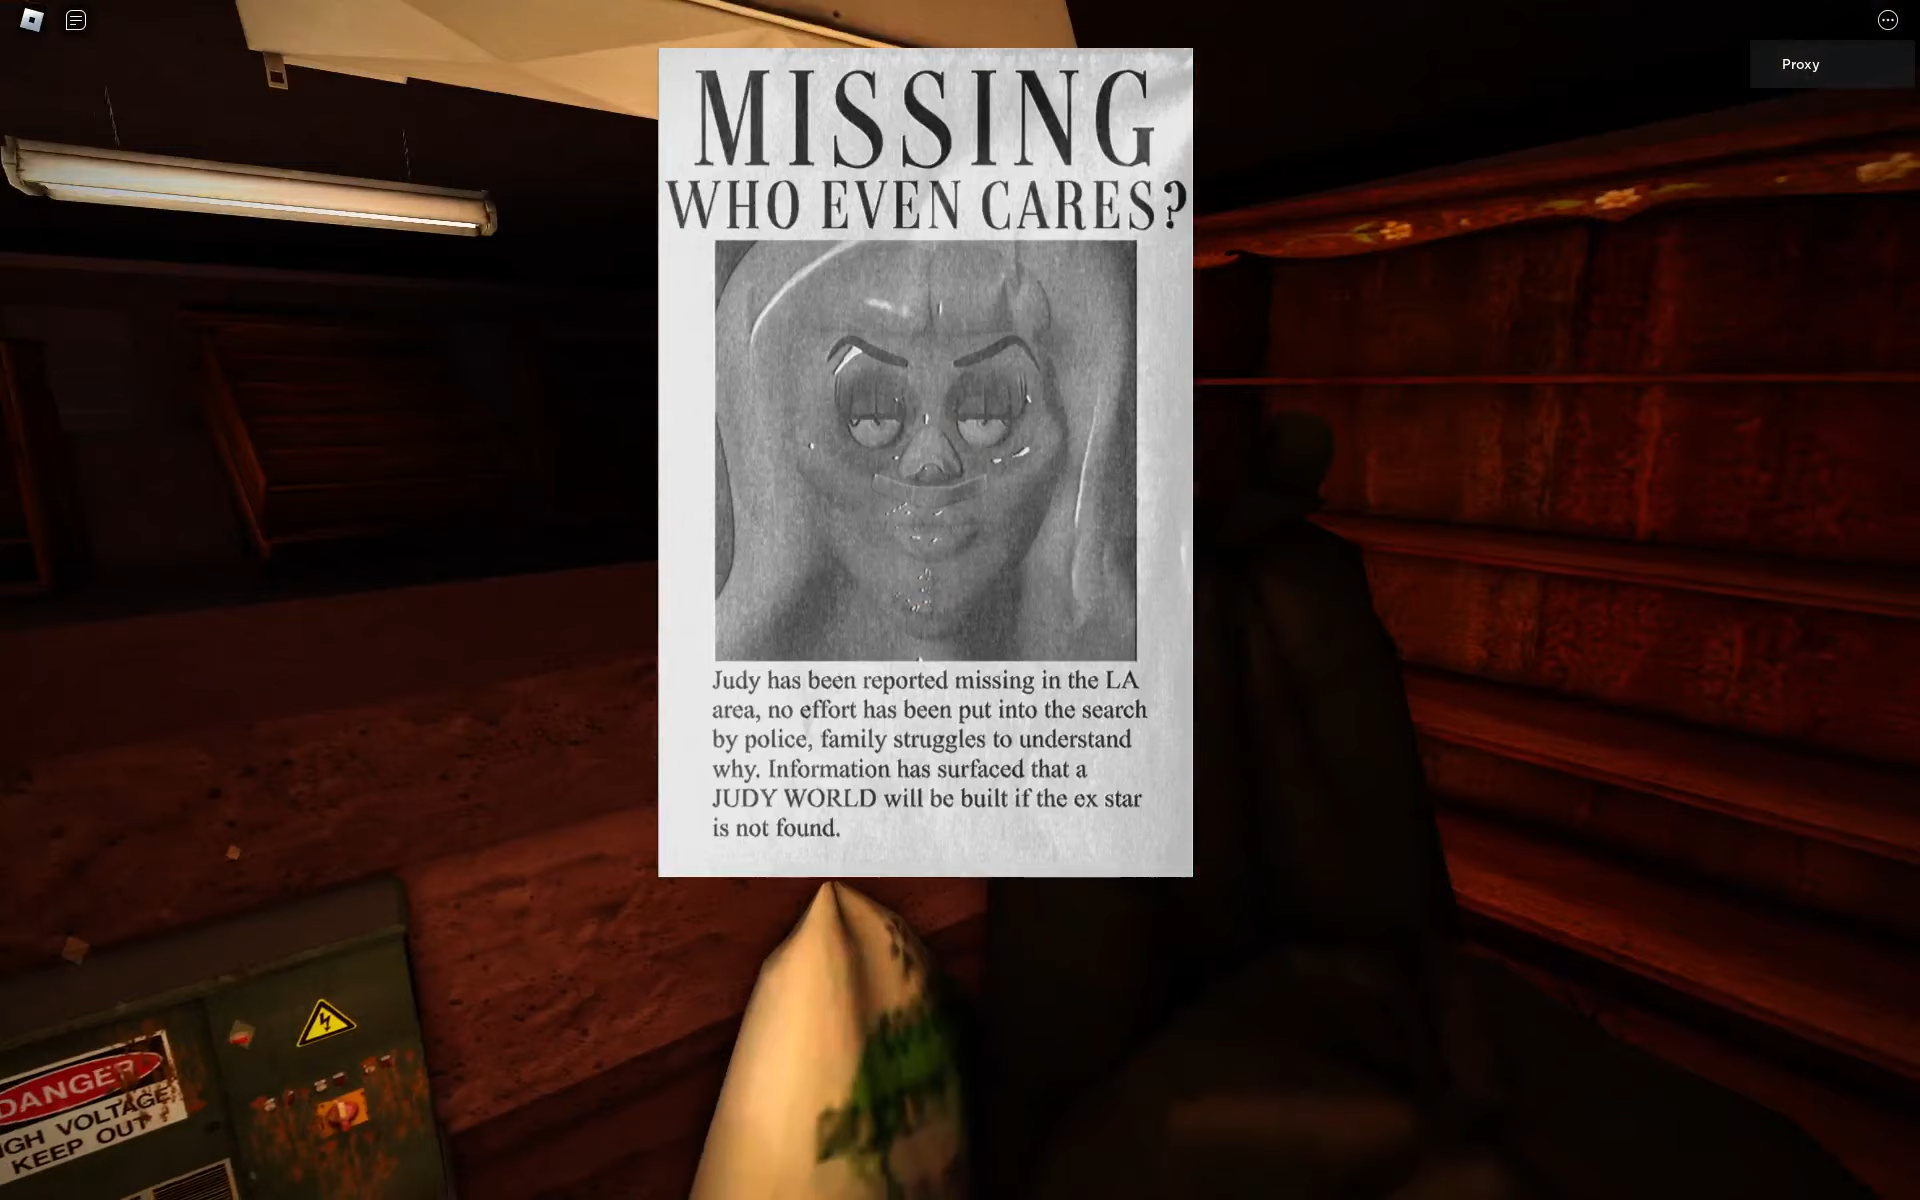 Proxy
MISSING
WHO EVEN CARES?
Judy has been reported missing in the LA
area, no effort has been put into the search
by police, family struggles to understand
why. Information has surfaced that a
JUDY WORLD will be built if the ex star
is not found.
DANGER
IGH VOLTAGE
KEEP OUT